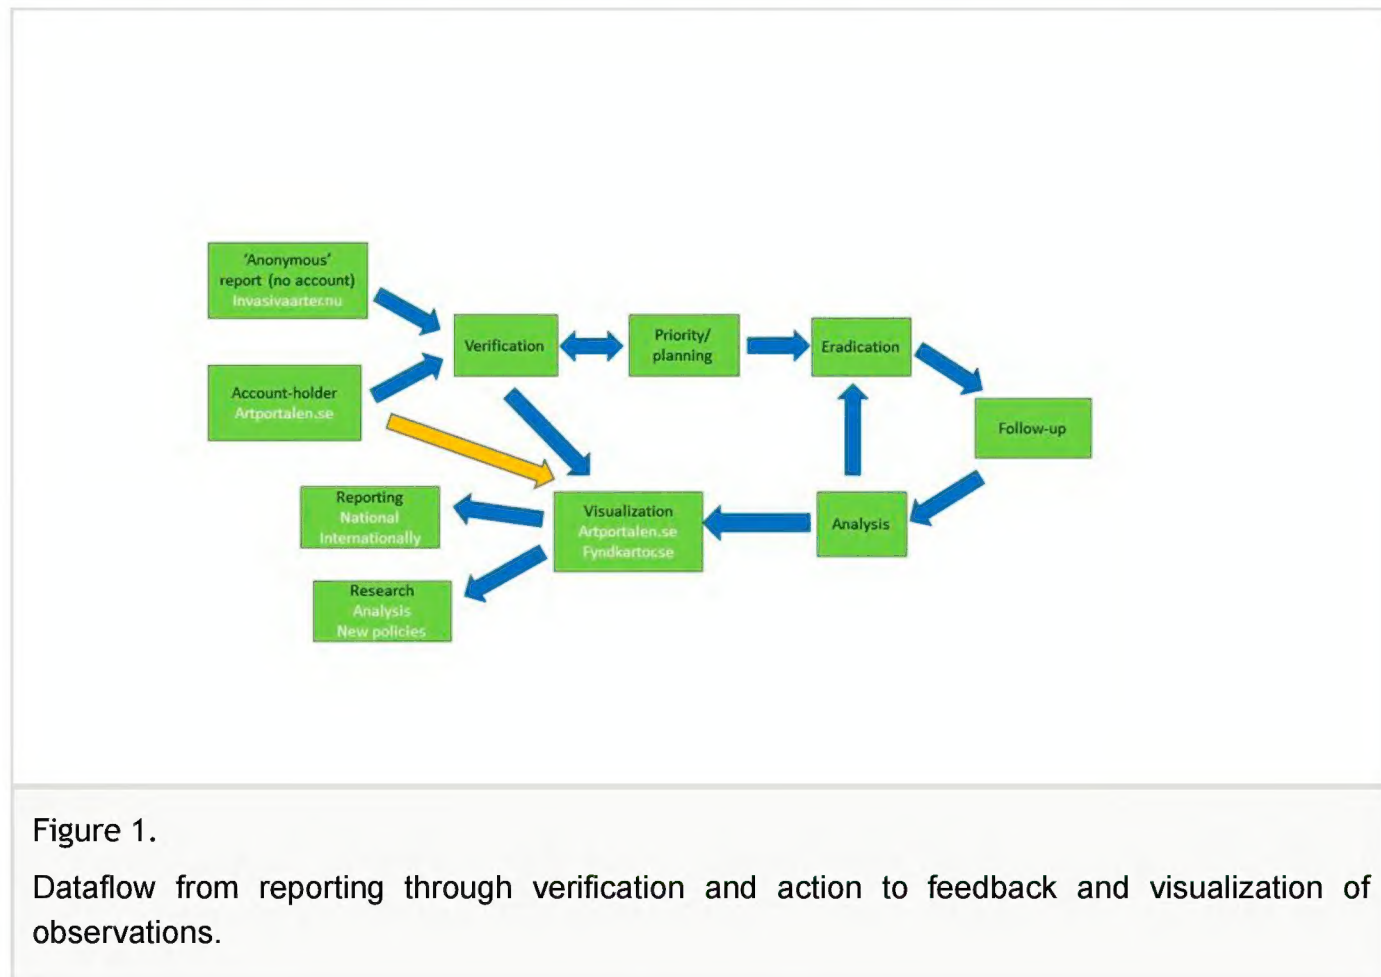 'Anonymous'
report (no account)
Invasivaarter.nu
Account-holder
Artportalen.se
Verification
Priority/
planning
Eradication
Follow-up
Analysis
Visualization
Artportalen.se
Fyndkartor.se
Reporting
National
Internationally
Research
Analysis
New policies
Figure 1.
Dataflow from reporting through verification and action to feedback and visualization of
observations.